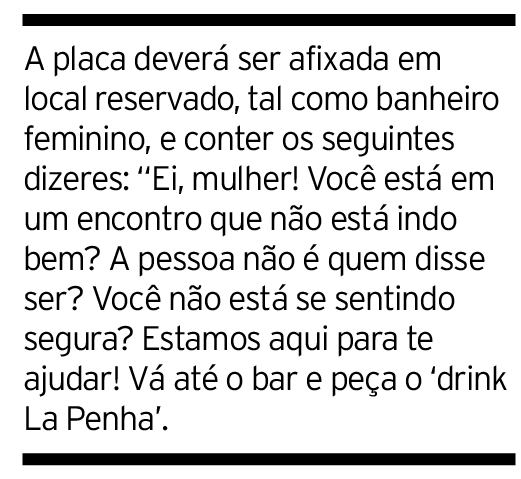 A placa deverá ser afixada em
local reservado, tal como banheiro
feminino, e conter os seguintes
dizeres: “Ei, mulher! Você está em
um encontro que não está indo
bem? A pessoa não é quem disse
ser? Você não está se sentindo
segura? Estamos aqui para te
ajudar! Vá até o bar e peça o ‘drink
La Penha’.